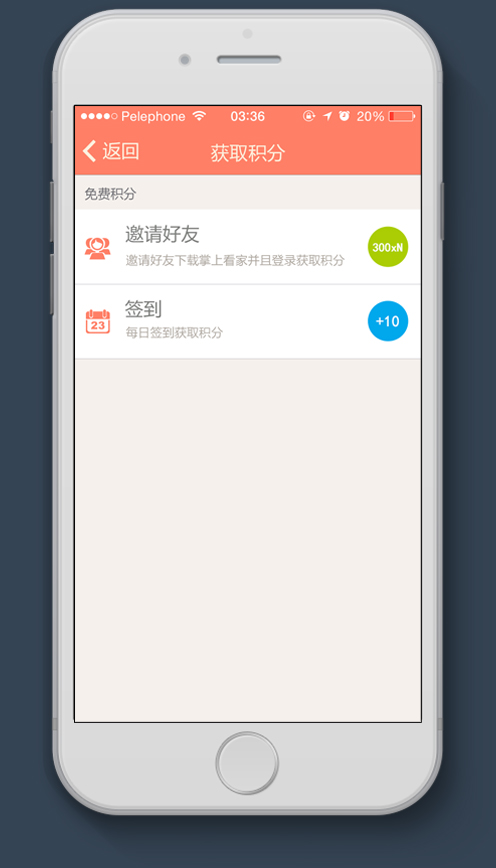 Pelephone 03:36 20%
返回 获取积分
免费积分
邀请好友
邀请好友下载掌上看家并且登录获取积分
300xN
签到
23
每日签到获取积分
+10